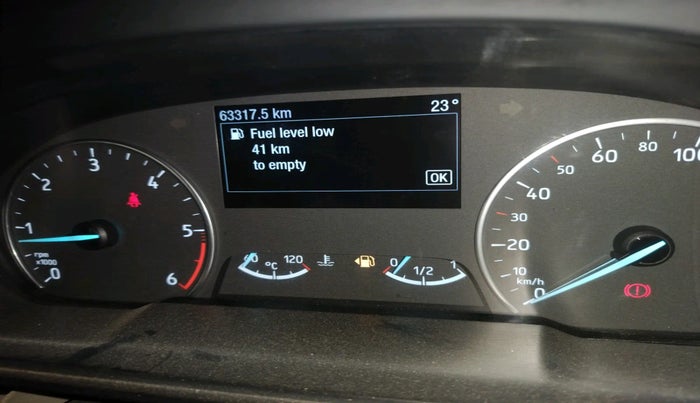 63317.5 km 23°
Fuel level low
41 km
to empty
OK
0 1 2 3 4 5 6
rpm
x1000
60 °C 120
0 1/2 1
0 10 20 30 40 50 60 80
km/h